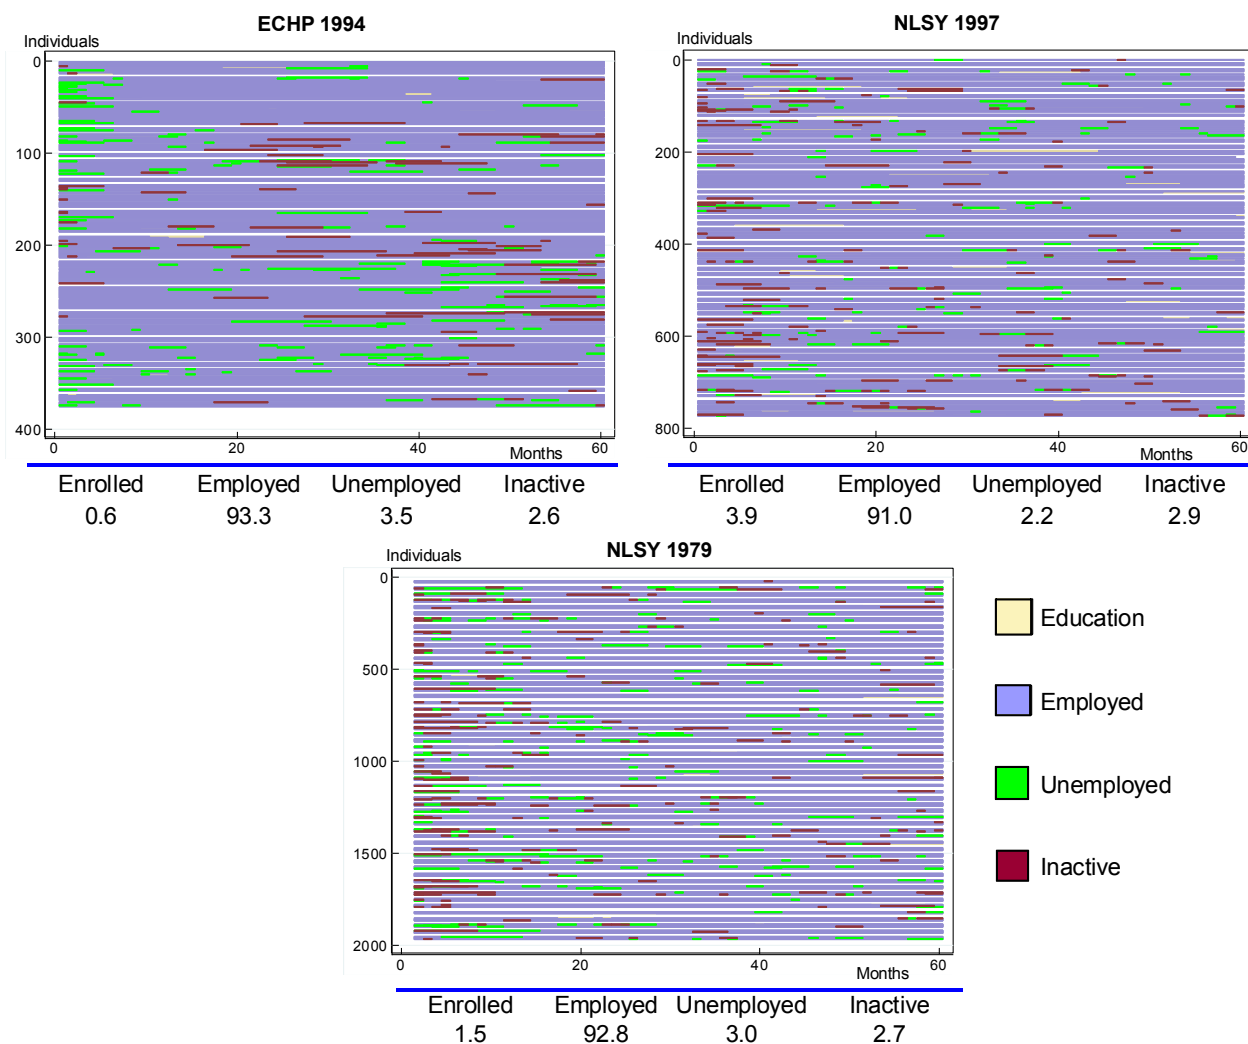 ECHP 1994
Individuals
0
100
200
300
400
0 20 40 60
Months
Enrolled Employed Unemployed Inactive
0.6 93.3 3.5 2.6
NLSY 1997
Individuals
0
200
400
600
800
0 20 40 60
Months
Enrolled Employed Unemployed Inactive
3.9 91.0 2.2 2.9
NLSY 1979
Individuals
0
500
1000
1500
2000
0 20 40 60
Months
Enrolled Employed Unemployed Inactive
1.5 92.8 3.0 2.7
Education
Employed
Unemployed
Inactive